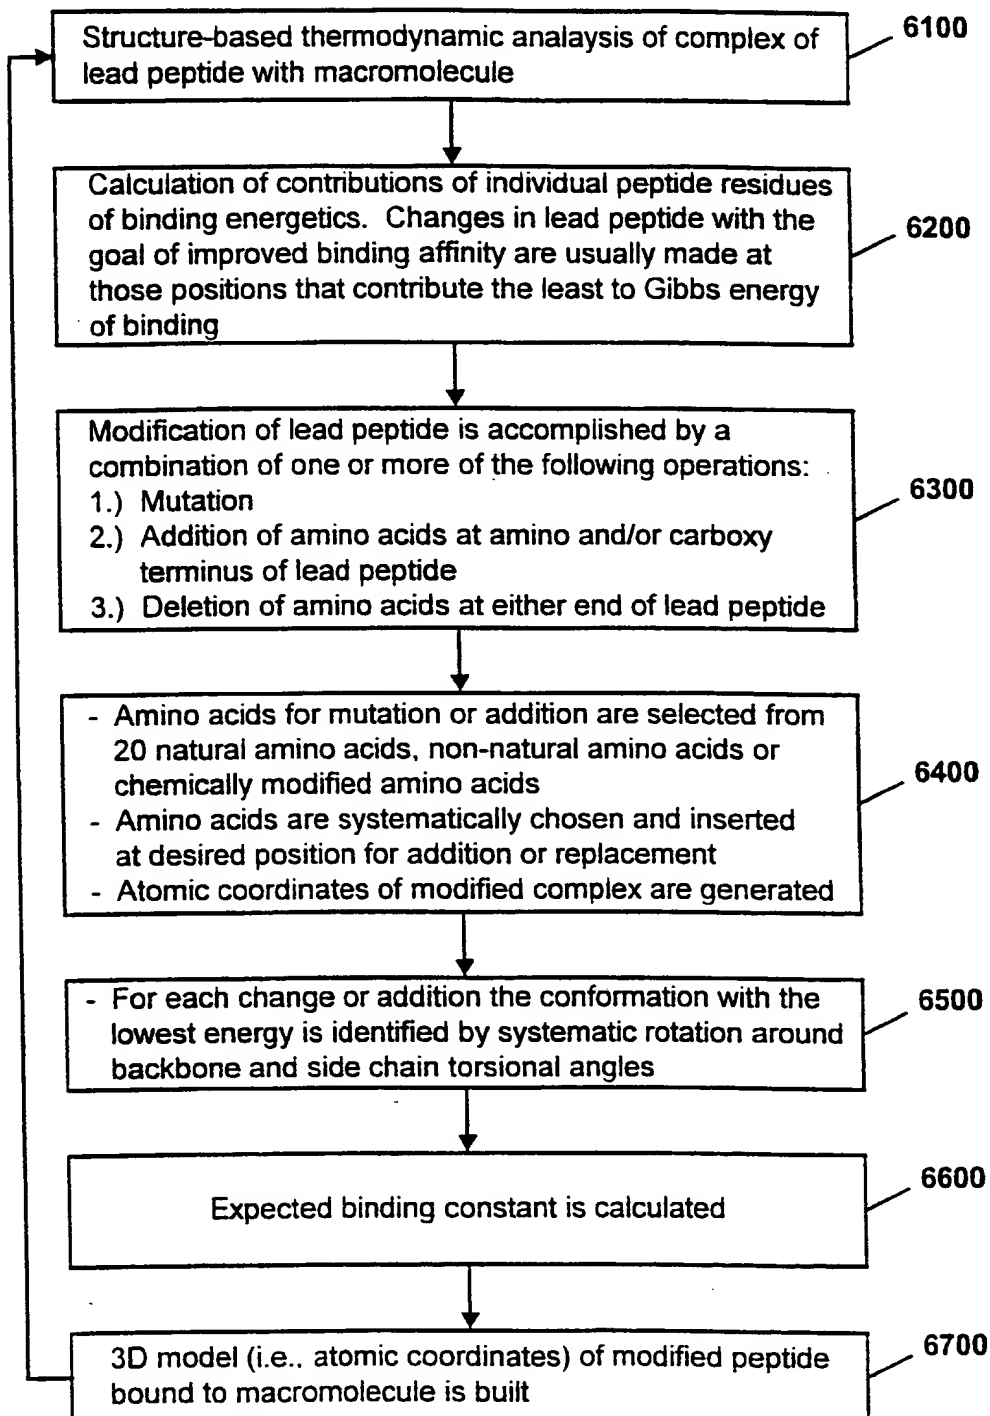 Structure-based thermodynamic analaysis of complex of
lead peptide with macromolecule
6100
Calculation of contributions of individual peptide residues
of binding energetics. Changes in lead peptide with the
goal of improved binding affinity are usually made at
those positions that contribute the least to Gibbs energy
of binding
6200
Modification of lead peptide is accomplished by a
combination of one or more of the following operations:
1.) Mutation
2.) Addition of amino acids at amino and/or carboxy
terminus of lead peptide
3.) Deletion of amino acids at either end of lead peptide
6300
- Amino acids for mutation or addition are selected from
20 natural amino acids, non-natural amino acids or
chemically modified amino acids
- Amino acids are systematically chosen and inserted
at desired position for addition or replacement
- Atomic coordinates of modified complex are generated
6400
- For each change or addition the conformation with the
lowest energy is identified by systematic rotation around
backbone and side chain torsional angles
6500
Expected binding constant is calculated
6600
3D model (i.e.. atomic coordinates) of modified peptide
bound to macromolecule is built
6700